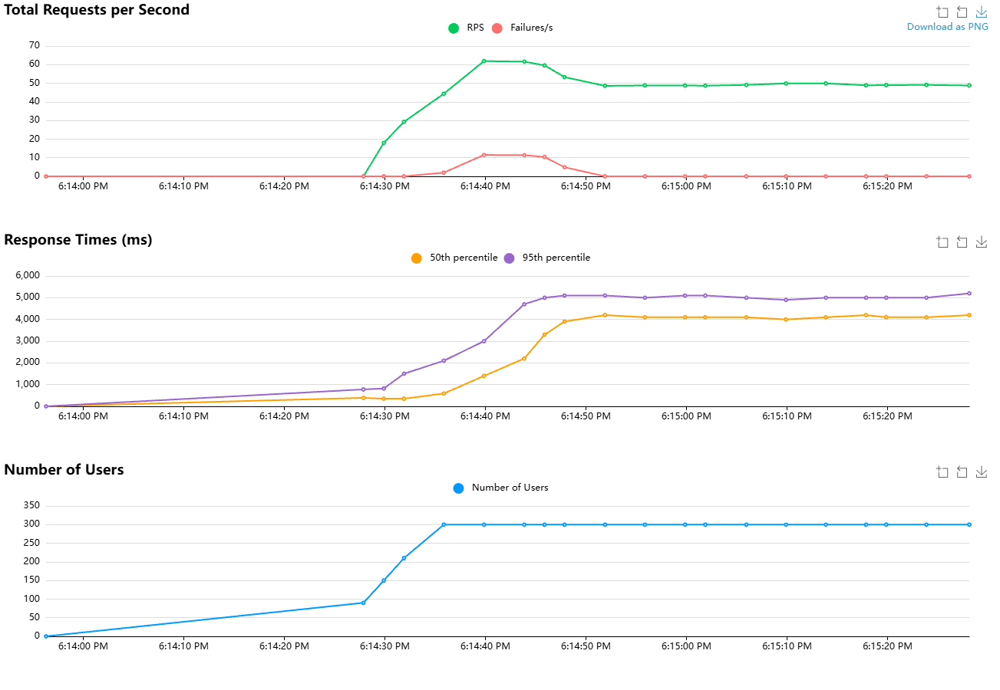 Total Requests per Second
Download as PNG
RPS Failures/s
70
60
50
40
30
20
10
0
6:14:00 PM 6:14:10 PM 6:14:20 PM 6:14:30 PM 6:14:40 PM 6:14:50 PM 6:15:00 PM 6:15:10 PM 6:15:20 PM
Response Times (ms)
50th percentile 95th percentile
6,000
5,000
4,000
3,000
2,000
1,000
0
6:14:00 PM 6:14:10 PM 6:14:20 PM 6:14:30 PM 6:14:40 PM 6:14:50 PM 6:15:00 PM 6:15:10 PM 6:15:20 PM
Number of Users
Number of Users
350
300
250
200
150
100
50
0
6:14:00 PM 6:14:10 PM 6:14:20 PM 6:14:30 PM 6:14:40 PM 6:14:50 PM 6:15:00 PM 6:15:10 PM 6:15:20 PM